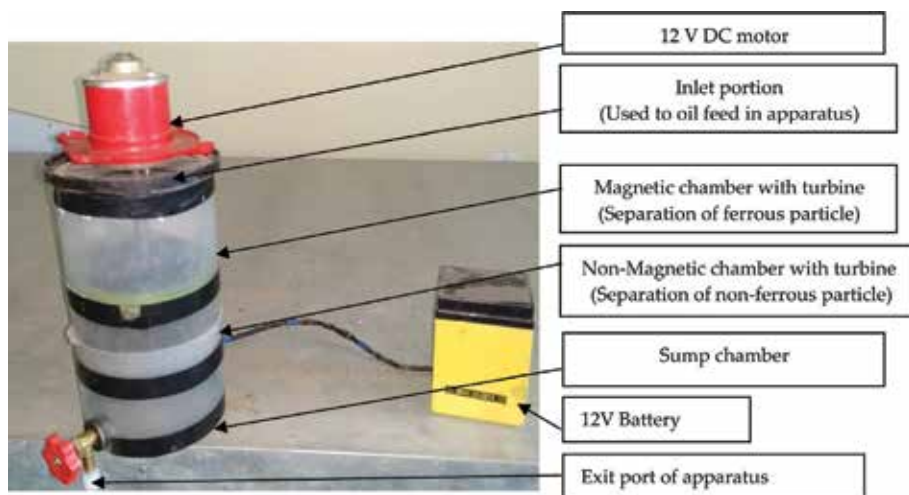 12 V DC motor
Inlet portion
(Used to oil feed in apparatus)
Magnetic chamber with turbine
(Separation of ferrous particle)
Non-Magnetic chamber with turbine
(Separation of non-ferrous particle)
Sump chamber
12V Battery
Exit port of apparatus